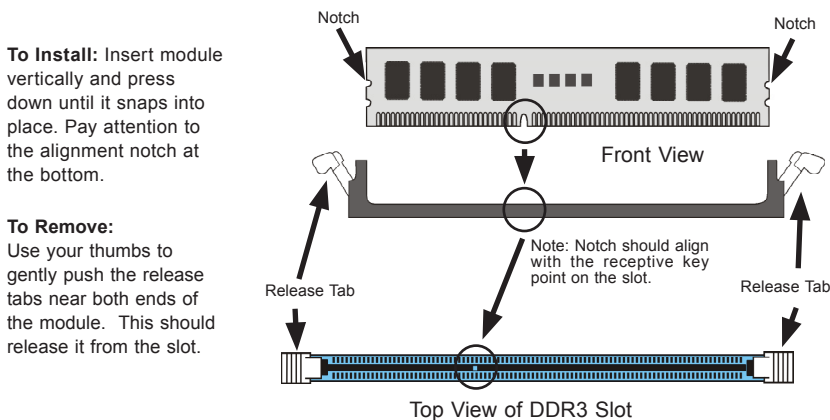 To Install: Insert module
vertically and press
down until it snaps into
place. Pay attention to
the alignment notch at
the bottom.
To Remove:
Use your thumbs to
gently push the release
tabs near both ends of
the module. This should
release it from the slot.
Notch
Notch
Front View
Note: Notch should align
with the receptive key
point on the slot.
Release Tab
Release Tab
Top View of DDR3 Slot